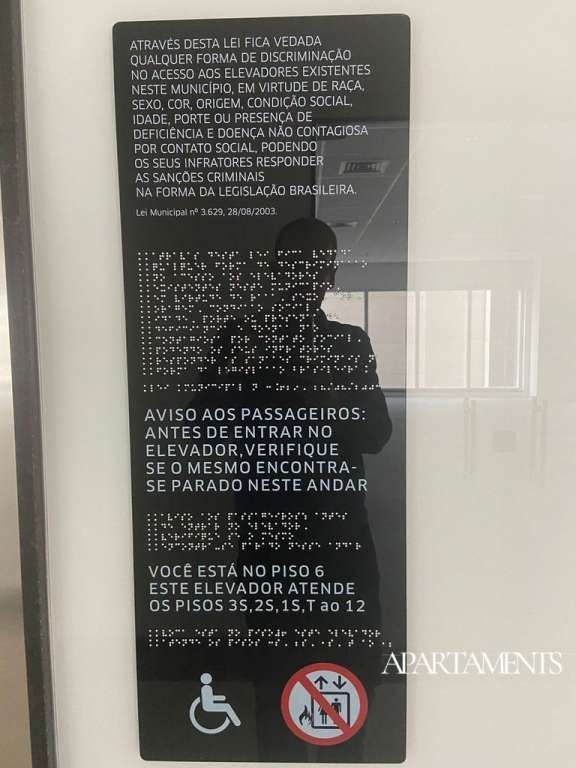 ATRAVÉS DESTA LEI FICA VEDADA
QUALQUER FORMA DE DISCRIMINAÇÃO
NO ACESSO AOS ELEVADORES EXISTENTES
NESTE MUNICÍPIO, EM VIRTUDE DE RAÇA,
SEXO, COR, ORIGEM, CONDIÇÃO SOCIAL,
IDADE, PORTE OU PRESENÇA DE
DEFICIÊNCIA E DOENÇA NÃO CONTAGIOSA
POR CONTATO SOCIAL, PODENDO
OS SEUS INFRATORES RESPONDER
AS SANÇÕES CRIMINAIS
NA FORMA DA LEGISLAÇÃO BRASILEIRA.
Lei Municipal nº 3.629, 28/08/2003.
AVISO AOS PASSAGEIROS:
ANTES DE ENTRAR NO
ELEVADOR,VERIFIQUE
SE O MESMO ENCONTRA-
SE PARADO NESTE ANDAR
VOCÊ ESTÁ NO PISO 6
ESTE ELEVADOR ATENDE
OS PISOS 3S,2S,1S,T ao 12
APARTAMENTS